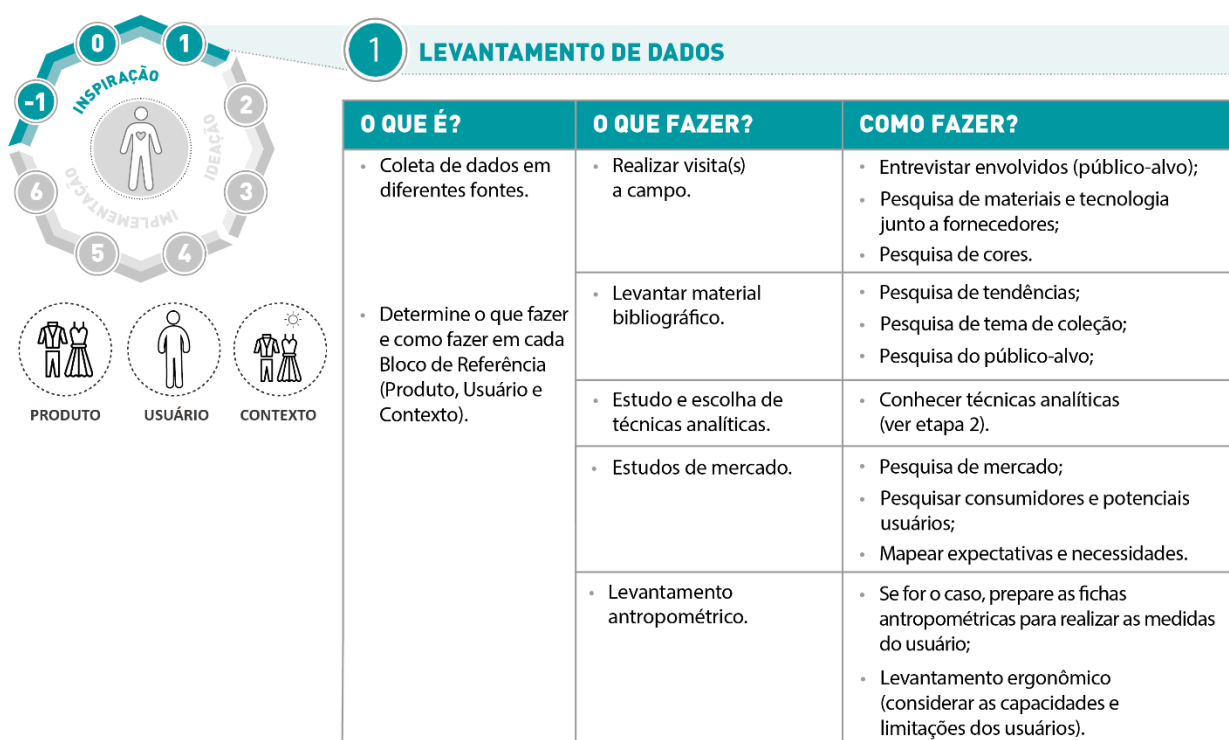 0
1
-1
2
3
4
5
6
INSPIRAÇÃO
IDEAÇÃO
IMPLEMENTAÇÃO
PRODUTO
USUÁRIO
CONTEXTO
1
LEVANTAMENTO DE DADOS
O QUE É?
O QUE FAZER?
COMO FAZER?
• Coleta de dados em
diferentes fontes.
• Determine o que fazer
e como fazer em cada
Bloco de Referência
(Produto, Usuário e
Contexto).
• Realizar visita(s)
a campo.
• Entrevistar envolvidos (público-alvo);
• Pesquisa de materiais e tecnologia
junto a fornecedores;
• Pesquisa de cores.
• Levantar material
bibliográfico.
• Pesquisa de tendências;
• Pesquisa de tema de coleção;
• Pesquisa do público-alvo;
• Estudo e escolha de
técnicas analíticas.
• Conhecer técnicas analíticas
(ver etapa 2).
• Estudos de mercado.
• Pesquisa de mercado;
• Pesquisar consumidores e potenciais
usuários;
• Mapear expectativas e necessidades.
• Levantamento
antropométrico.
• Se for o caso, prepare as fichas
antropométricas para realizar as medidas
do usuário;
• Levantamento ergonômico
(considerar as capacidades e
limitações dos usuários).